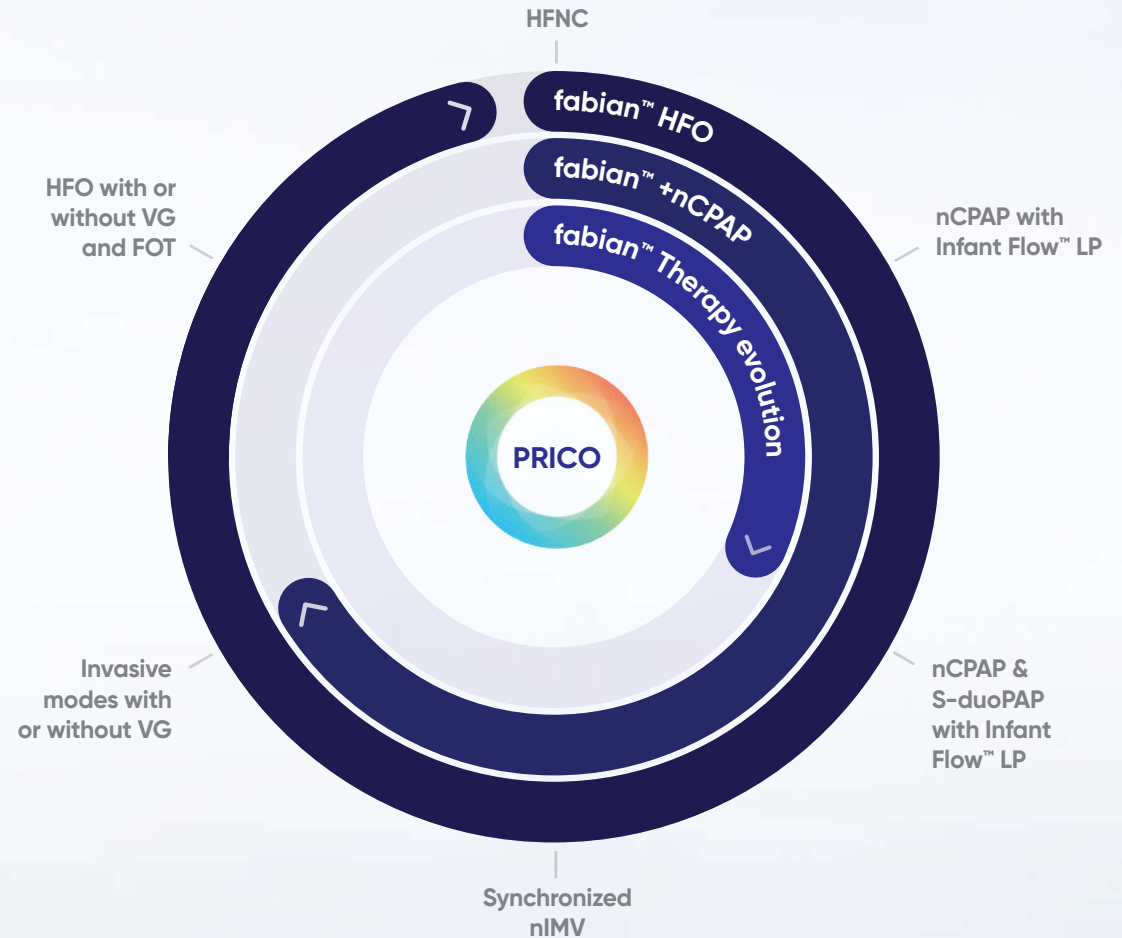 HFNC
fabian™ HFO
fabian™ +nCPAP
fabian™ Therapy evolution
PRICO
nCPAP with
Infant Flow™ LP
nCPAP &
S-duoPAP
with Infant
Flow™ LP
Synchronized
nIMV
Invasive
modes with
or without VG
HFO with or
without VG
and FOT